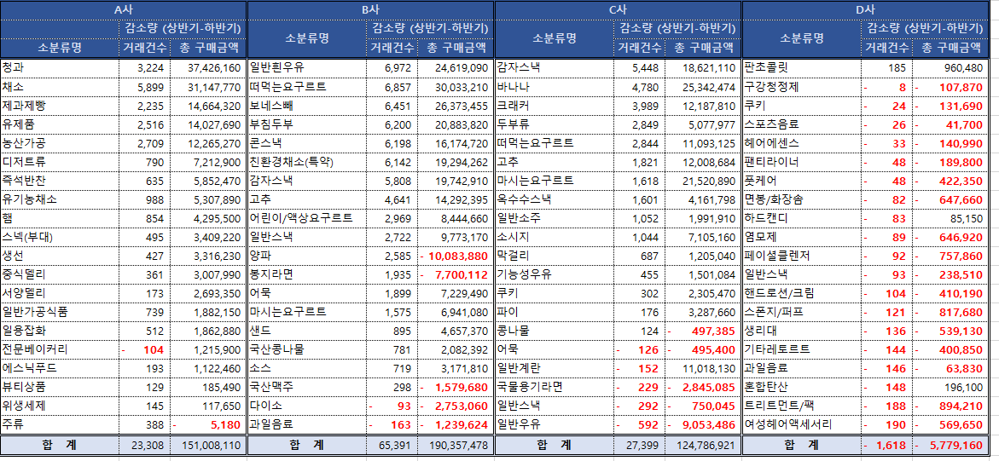 A사 B사 C사 D사
감소량 (상반기-하반기) 감소량 (상반기-하반기) 감소량 (상반기-하반기) 감소량 (상반기-하반기)
소분류명 거래건수 총 구매금액 소분류명 거래건수 총 구매금액 소분류명 거래건수 총 구매금액 소분류명 거래건수 총 구매금액
청과 3,224 37,426,160 일반흰우유 6,972 24,619,090 감자스낵 5,448 18,621,110 판초콜릿 185 960,480
채소 5,899 31,147,770 떠먹는요구르트 6,857 30,033,210 바나나 4,780 25,342,474 구강청정제 - 8 - 107,870
제과제빵 2,235 14,664,320 보네스빼 6,451 26,373,455 크래커 3,989 12,187,810 쿠키 - 24 - 131,690
유제품 2,516 14,027,690 부침두부 6,200 20,883,820 두부류 2,849 5,077,977 스포츠음료 - 26 - 41,700
농산가공 2,709 12,265,270 콘스낵 6,198 16,174,720 떠먹는요구르트 2,844 11,093,125 헤어에센스 - 33 - 140,990
디저트류 790 7,212,900 친환경채소(특약) 6,142 19,294,262 고추 1,821 12,008,684 팬티라이너 - 48 - 189,800
즉석반찬 635 5,852,470 감자스낵 5,808 19,742,910 마시는요구르트 1,618 21,520,890 풋케어 - 48 - 422,350
유기농채소 988 5,307,890 고추 4,641 14,292,395 옥수수스낵 1,601 4,161,798 면봉/화장솜 - 82 - 647,660
햄 854 4,295,500 어린이/액상요구르트 2,969 8,444,660 일반소주 1,052 1,991,910 하드캔디 - 83 85,150
스넥(부대) 495 3,409,220 일반스낵 2,722 9,773,170 소시지 1,044 7,105,160 염모제 - 89 - 646,920
생선 427 3,316,230 양파 2,585 - 10,083,880 막걸리 687 1,205,040 페이셜클렌저 - 92 - 757,860
중식델리 361 3,007,990 봉지라면 1,935 - 7,700,112 기능성우유 455 1,501,084 일반스낵 - 93 - 238,510
서양델리 173 2,693,350 어묵 1,899 7,229,490 쿠키 302 2,305,470 핸드로션/크림 - 104 - 410,190
일반가공식품 739 1,882,150 마시는요구르트 1,575 6,941,080 파이 176 3,287,660 스폰지/퍼프 - 121 - 817,680
일용잡화 512 1,862,880 샌드 895 4,657,370 콩나물 124 - 497,385 생리대 - 136 - 539,130
전문베이커리 - 104 1,215,900 국산콩나물 781 2,082,392 어묵 - 126 - 495,400 기타레토르트 - 144 - 400,850
에스닉푸드 193 1,122,460 소스 719 3,171,810 일반계란 - 152 11,018,130 과일음료 - 146 - 63,830
뷰티상품 129 185,490 국산맥주 298 - 1,579,680 국물용기라면 - 229 - 2,845,085 혼합탄산 - 148 196,100
위생세제 145 117,650 다이소 - 93 - 2,753,060 일반스낵 - 292 - 750,045 트리트먼트/팩 - 188 - 894,210
주류 388 - 5,180 과일음료 - 163 - 1,239,624 일반우유 - 592 - 9,053,486 여성헤어액세서리 - 190 - 569,650
합 계 23,308 151,008,110 합 계 65,391 190,357,478 합 계 27,399 124,786,921 합 계 - 1,618 - 5,779,160